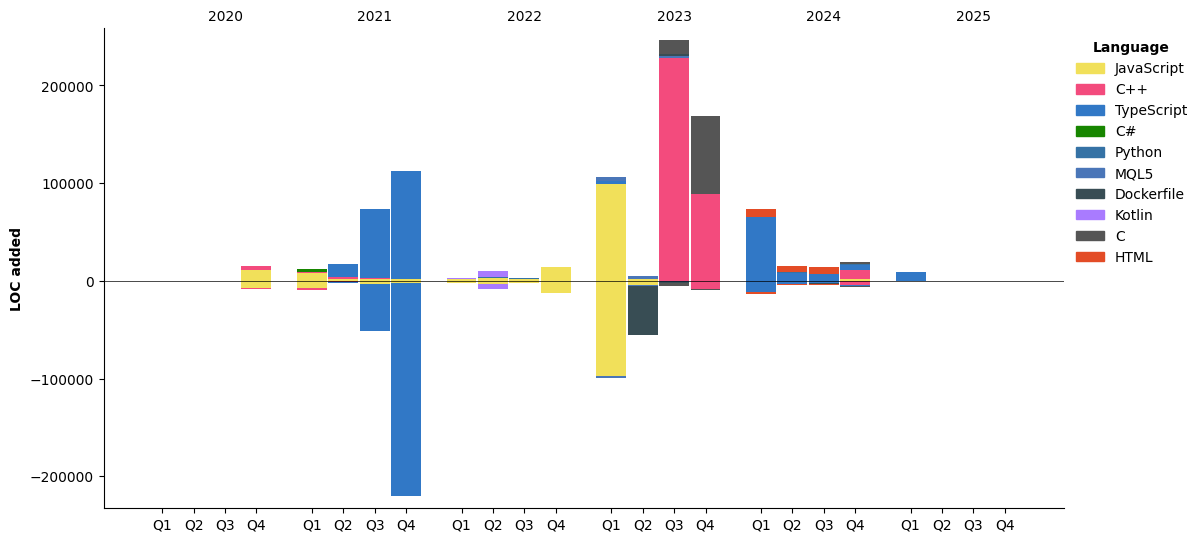 2020 2021 2022 2023 2024 2025
LOC added
200000
100000
0
−100000
−200000
Q1 Q2 Q3 Q4 Q1 Q2 Q3 Q4 Q1 Q2 Q3 Q4 Q1 Q2 Q3 Q4 Q1 Q2 Q3 Q4 Q1 Q2 Q3 Q4
Language
JavaScript
C++
TypeScript
C#
Python
MQL5
Dockerfile
Kotlin
C
HTML